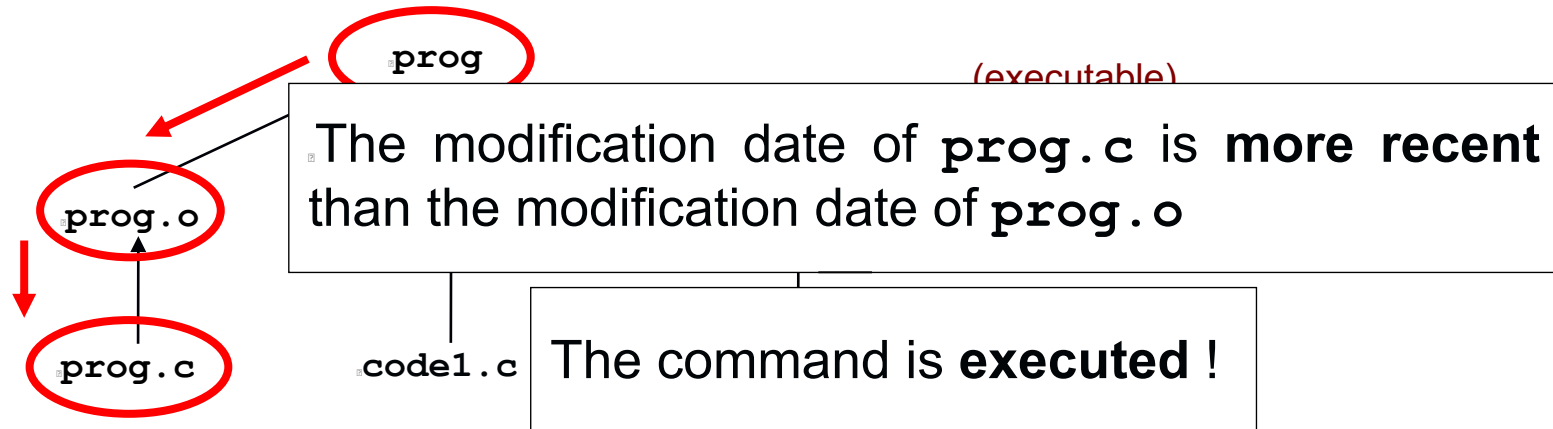 prog
(executable)
The modification date of prog.c is more recent
than the modification date of prog.o
prog.o
prog.c
code1.c
The command is executed !